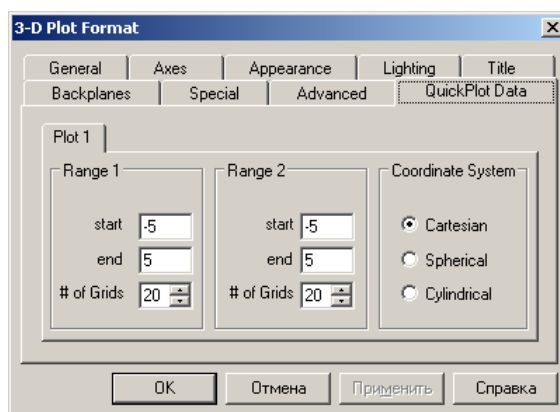 3-D Plot Format
General Axes Appearance Lighting Title
Backplanes Special Advanced QuickPlot Data
Plot 1
Range 1 Range 2 Coordinate System
start -5 start -5 Cartesian
end 5 end 5 Spherical
# of Grids 20 # of Grids 20 Cylindrical
OK Отмена Применить Справка